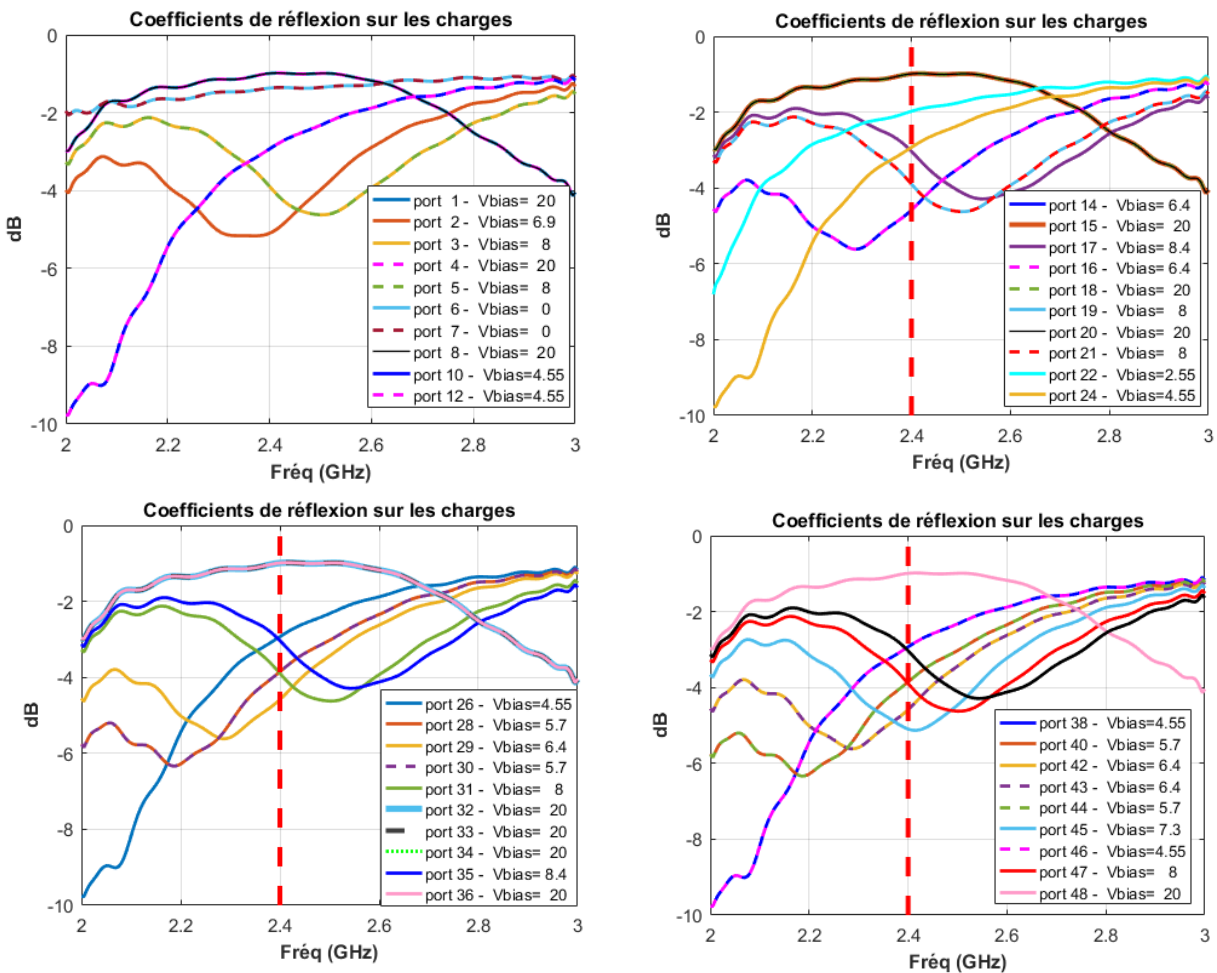 Coefficients de réflexion sur les charges
0
-2
-4
-6
-8
-10
dB
port 1 - Vbias= 20
port 2 - Vbias= 6.9
port 3 - Vbias= 8
port 4 - Vbias= 20
port 5 - Vbias= 8
port 6 - Vbias= 0
port 7 - Vbias= 0
port 8 - Vbias= 20
port 10 - Vbias=4.55
port 12 - Vbias=4.55
2 2.2 2.4 2.6 2.8 3
Fréq (GHz)
Coefficients de réflexion sur les charges
0
-2
-4
-6
-8
-10
dB
port 14 - Vbias= 6.4
port 15 - Vbias= 20
port 17 - Vbias= 8.4
port 16 - Vbias= 6.4
port 18 - Vbias= 20
port 19 - Vbias= 8
port 20 - Vbias= 20
port 21 - Vbias= 8
port 22 - Vbias=2.55
port 24 - Vbias=4.55
2 2.2 2.4 2.6 2.8 3
Fréq (GHz)
Coefficients de réflexion sur les charges
0
-2
-4
-6
-8
-10
dB
port 26 - Vbias=4.55
port 28 - Vbias= 5.7
port 29 - Vbias= 6.4
port 30 - Vbias= 5.7
port 31 - Vbias= 8
port 32 - Vbias= 20
port 33 - Vbias= 20
port 34 - Vbias= 20
port 35 - Vbias= 8.4
port 36 - Vbias= 20
2 2.2 2.4 2.6 2.8 3
Fréq (GHz)
Coefficients de réflexion sur les charges
0
-2
-4
-6
-8
-10
dB
port 38 - Vbias=4.55
port 40 - Vbias= 5.7
port 42 - Vbias= 6.4
port 43 - Vbias= 6.4
port 44 - Vbias= 5.7
port 45 - Vbias= 7.3
port 46 - Vbias=4.55
port 47 - Vbias= 8
port 48 - Vbias= 20
2 2.2 2.4 2.6 2.8 3
Fréq (GHz)